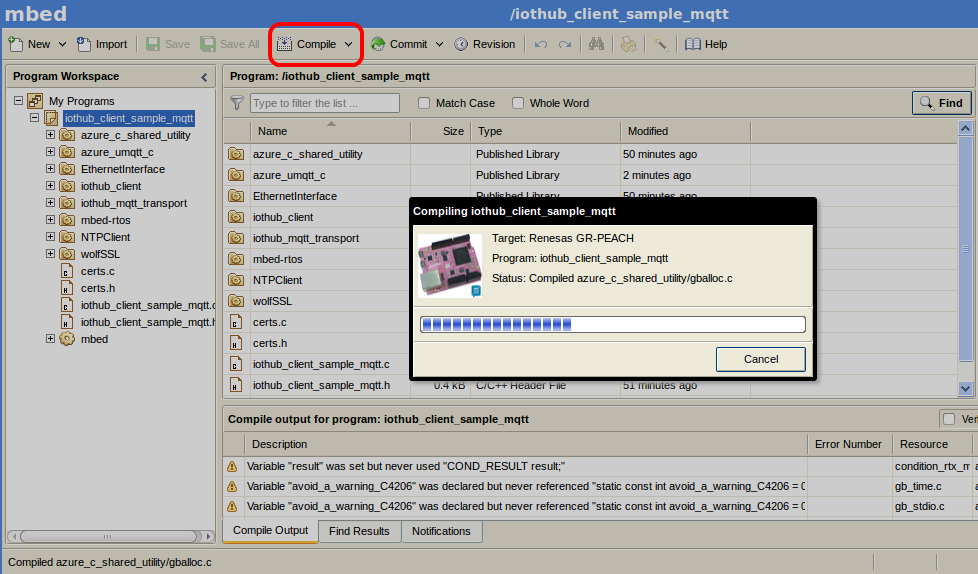 mbed /iothub_client_sample_mqtt
New Import Save Save All Compile Commit Revision Help
Program Workspace
My Programs
iothub_client_sample_mqtt
azure_c_shared_utility
azure_umqtt_c
EthernetInterface
iothub_client
iothub_mqtt_transport
mbed-rtos
NTPClient
wolfSSL
certs.c
certs.h
iothub_client_sample_mqtt.c
iothub_client_sample_mqtt.h
mbed
Program: /iothub_client_sample_mqtt
Type to filter the list ... Match Case Whole Word Find
Name Size Type Modified
azure_c_shared_utility Published Library 50 minutes ago
azure_umqtt_c Published Library 2 minutes ago
EthernetInterface Published Library 50 minutes ago
iothub_client
iothub_mqtt_transport
mbed-rtos
NTPClient
wolfSSL
certs.c
certs.h
iothub_client_sample_mqtt.c
iothub_client_sample_mqtt.h 0.4 kB C/C++ Header File 51 minutes ago
Compiling iothub_client_sample_mqtt
Target: Renesas GR-PEACH
Program: iothub_client_sample_mqtt
Status: Compiled azure_c_shared_utility/gballoc.c
Cancel
Compile output for program: iothub_client_sample_mqtt Ver
Description Error Number Resource
Variable "result" was set but never used "COND_RESULT result;" condition_rtx_m
Variable "avoid_a_warning_C4206" was declared but never referenced "static const int avoid_a_warning_C4206 = 0 gb_time.c
Variable "avoid_a_warning_C4206" was declared but never referenced "static const int avoid_a_warning_C4206 = 0 gb_stdio.c
Compile Output Find Results Notifications
Compiled azure_c_shared_utility/gballoc.c